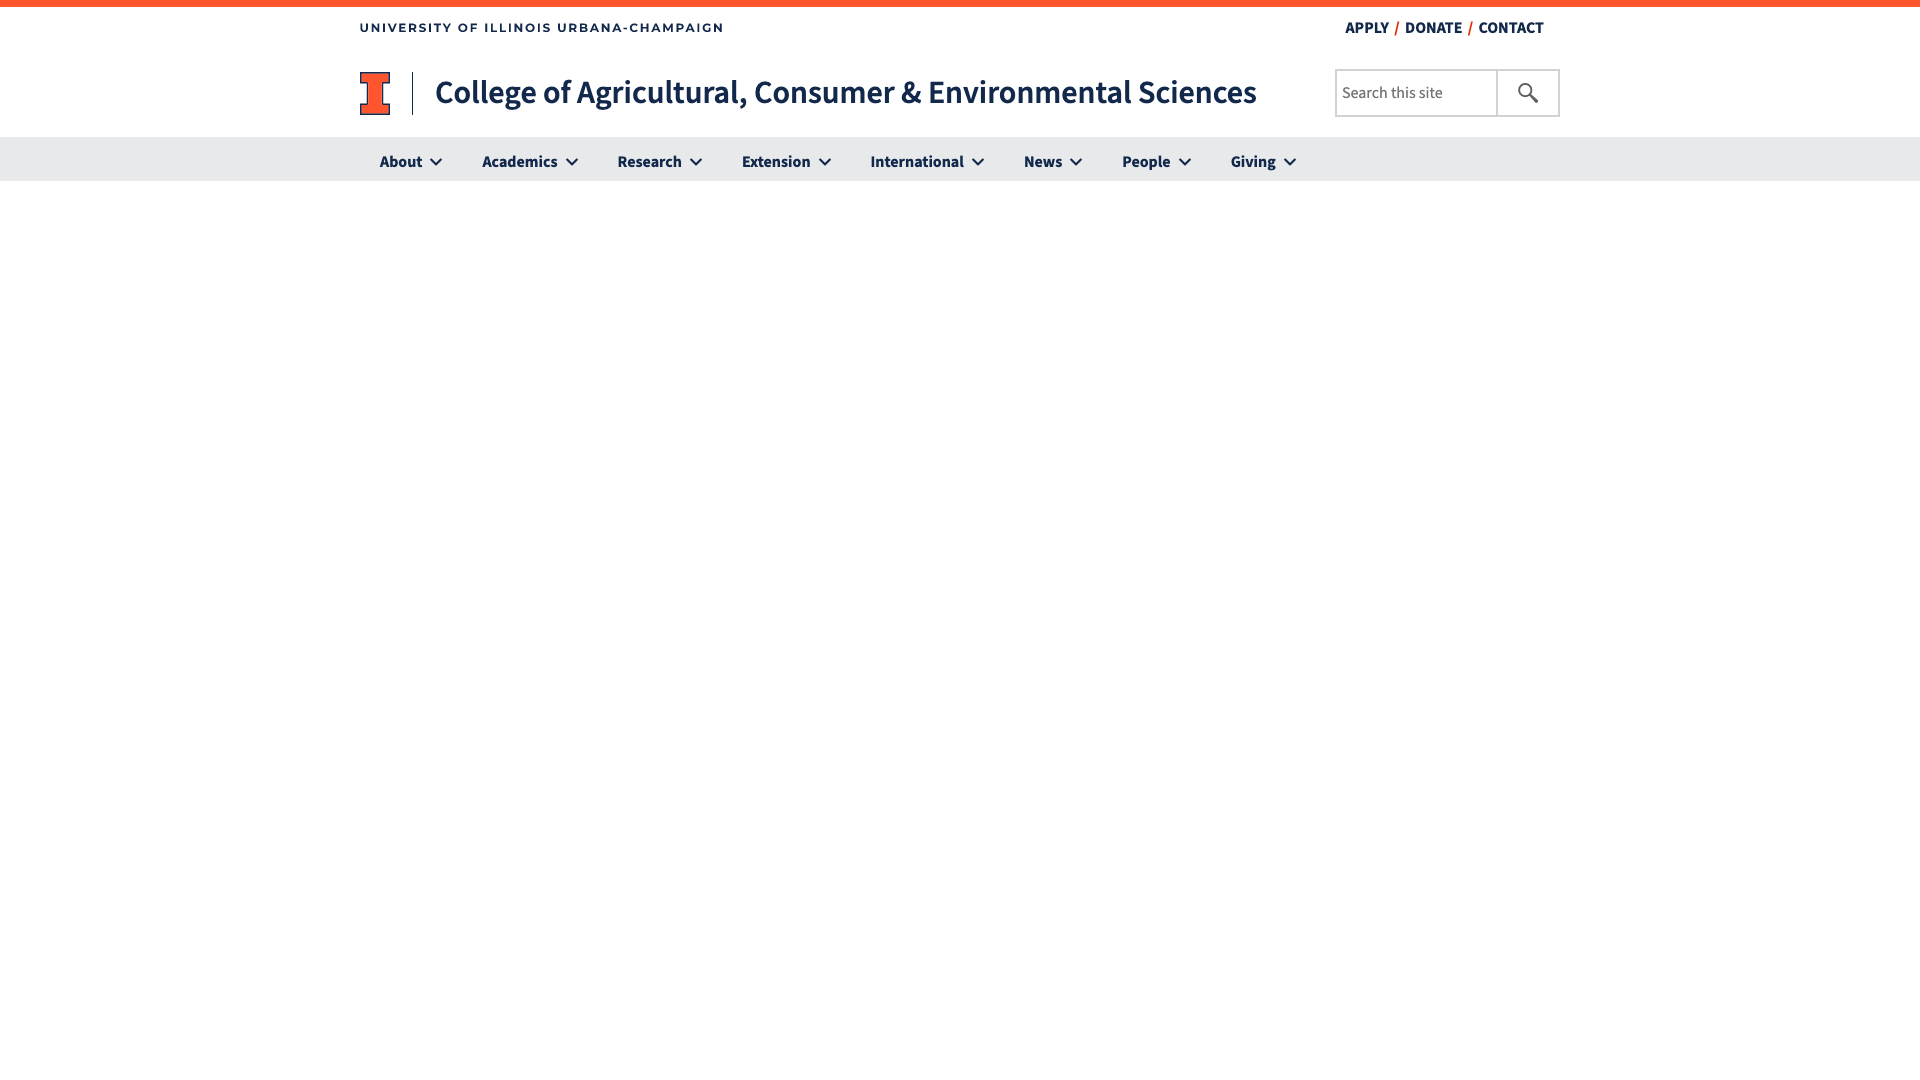 UNIVERSITY OF ILLINOIS URBANA-CHAMPAIGN
APPLY / DONATE / CONTACT
College of Agricultural, Consumer & Environmental Sciences
Search this site
About
Academics
Research
Extension
International
News
People
Giving